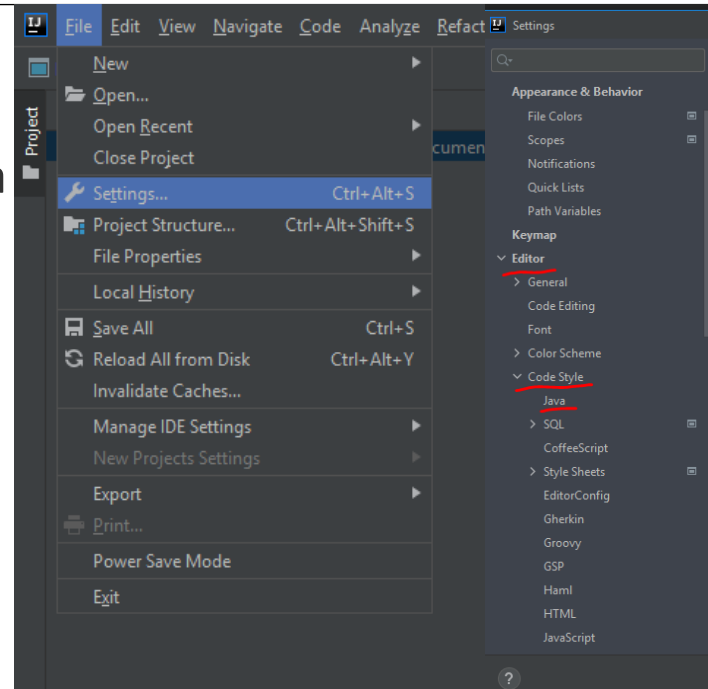 IJ File Edit View Navigate Code Analyze Refact
Project
n
New
Open...
Open Recent
Close Project
cumen
Settings... Ctrl+Alt+S
Project Structure... Ctrl+Alt+Shift+S
File Properties
Local History
Save All Ctrl+S
Reload All from Disk Ctrl+Alt+Y
Invalidate Caches...
Manage IDE Settings
New Projects Settings
Export
Print...
Power Save Mode
Exit
IJ Settings
Appearance & Behavior
File Colors
Scopes
Notifications
Quick Lists
Path Variables
Keymap
Editor
General
Code Editing
Font
Color Scheme
Code Style
Java
SQL
CoffeeScript
Style Sheets
EditorConfig
Gherkin
Groovy
GSP
Haml
HTML
JavaScript
?